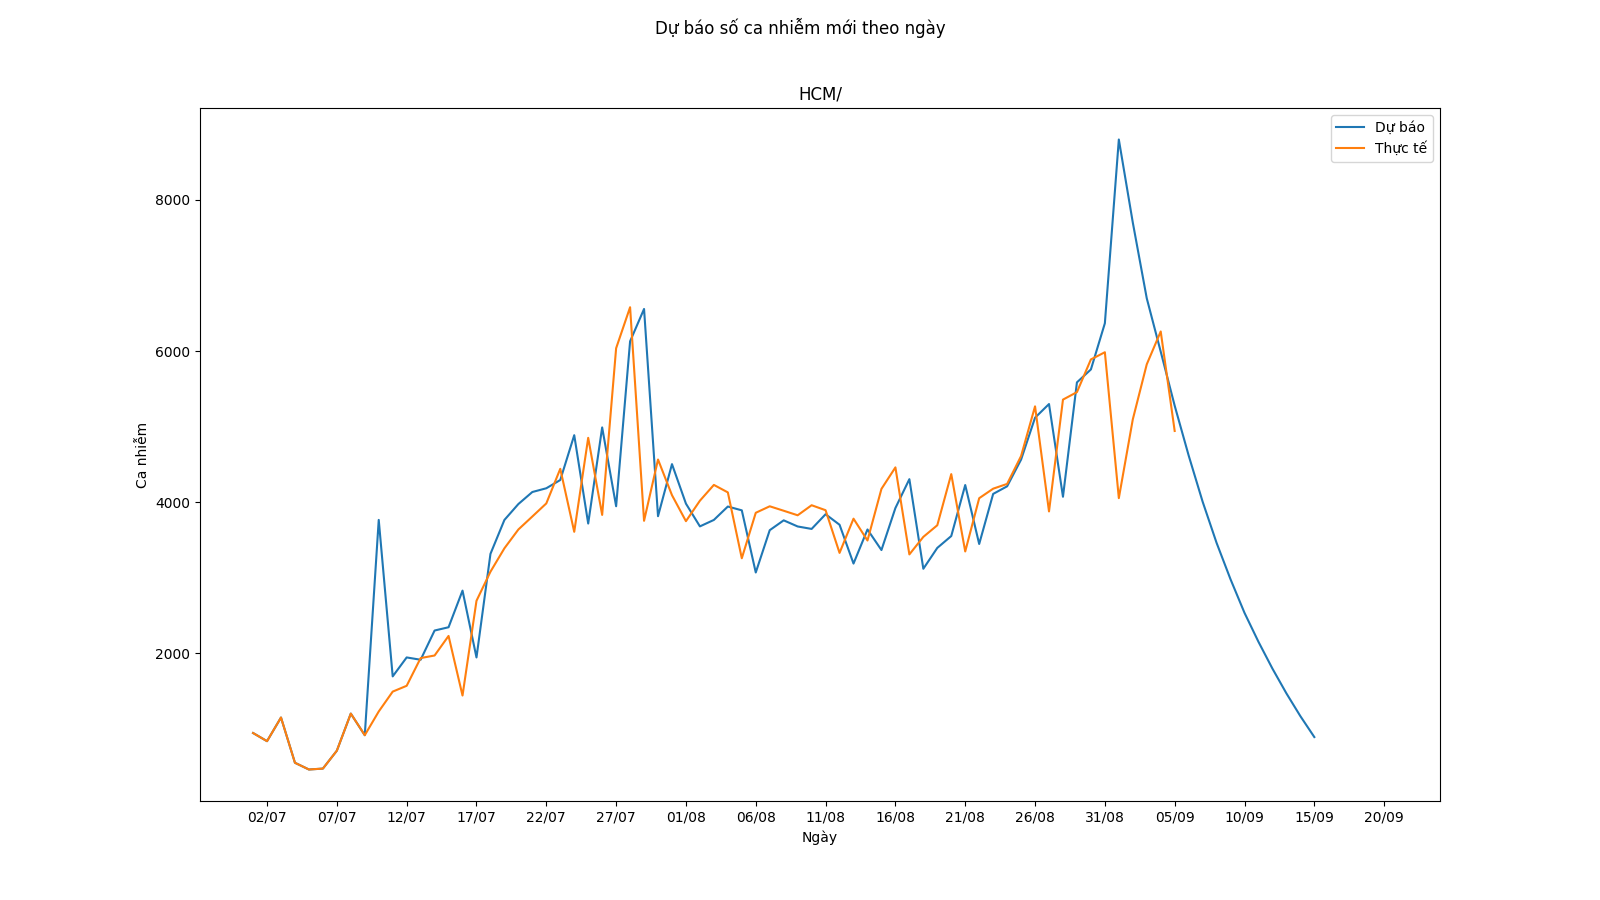 Dự báo số ca nhiễm mới theo ngày
HCM/
Dự báo
Thực tế
8000
6000
4000
2000
Ca nhiễm
02/07 07/07 12/07 17/07 22/07 27/07 01/08 06/08 11/08 16/08 21/08 26/08 31/08 05/09 10/09 15/09 20/09
Ngày